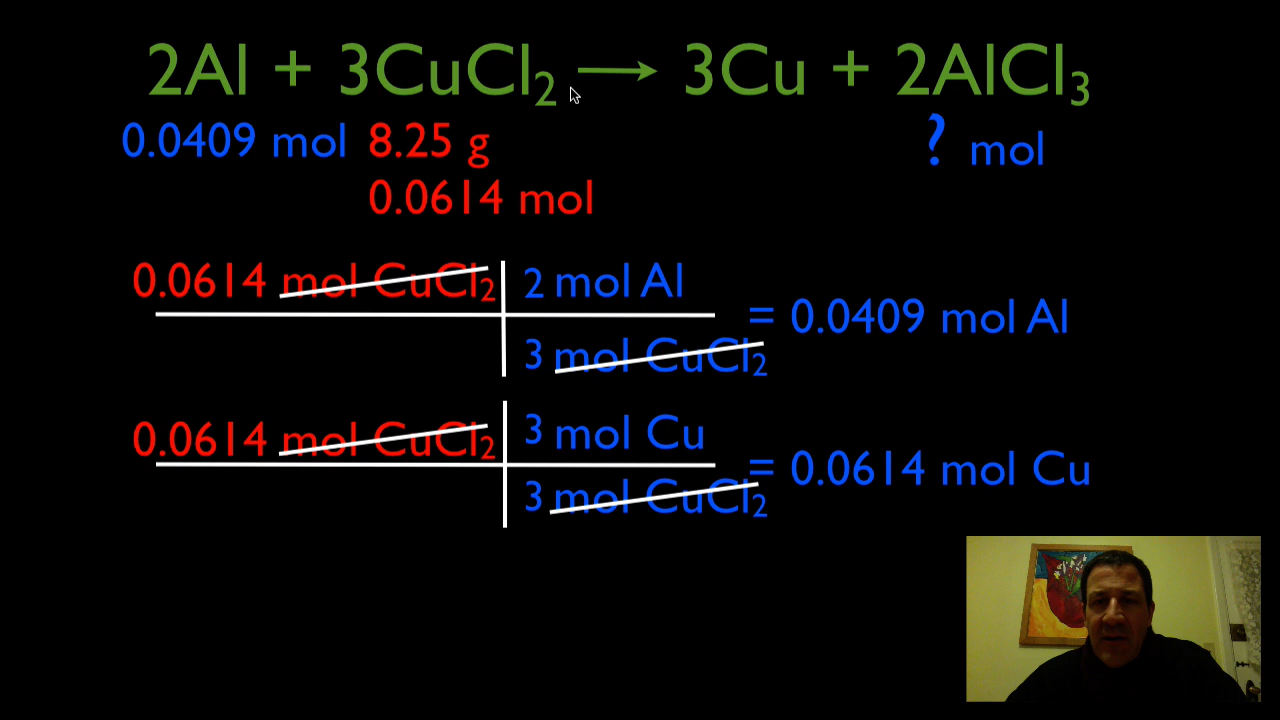 2Al + 3CuCl₂ → 3Cu + 2AlCl₃
0.0409 mol 8.25 g ? mol
0.0614 mol
0.0614 mol CuCl₂ 2 mol Al
= 0.0409 mol Al
3 mol CuCl₂
0.0614 mol CuCl₂ 3 mol Cu
= 0.0614 mol Cu
3 mol CuCl₂